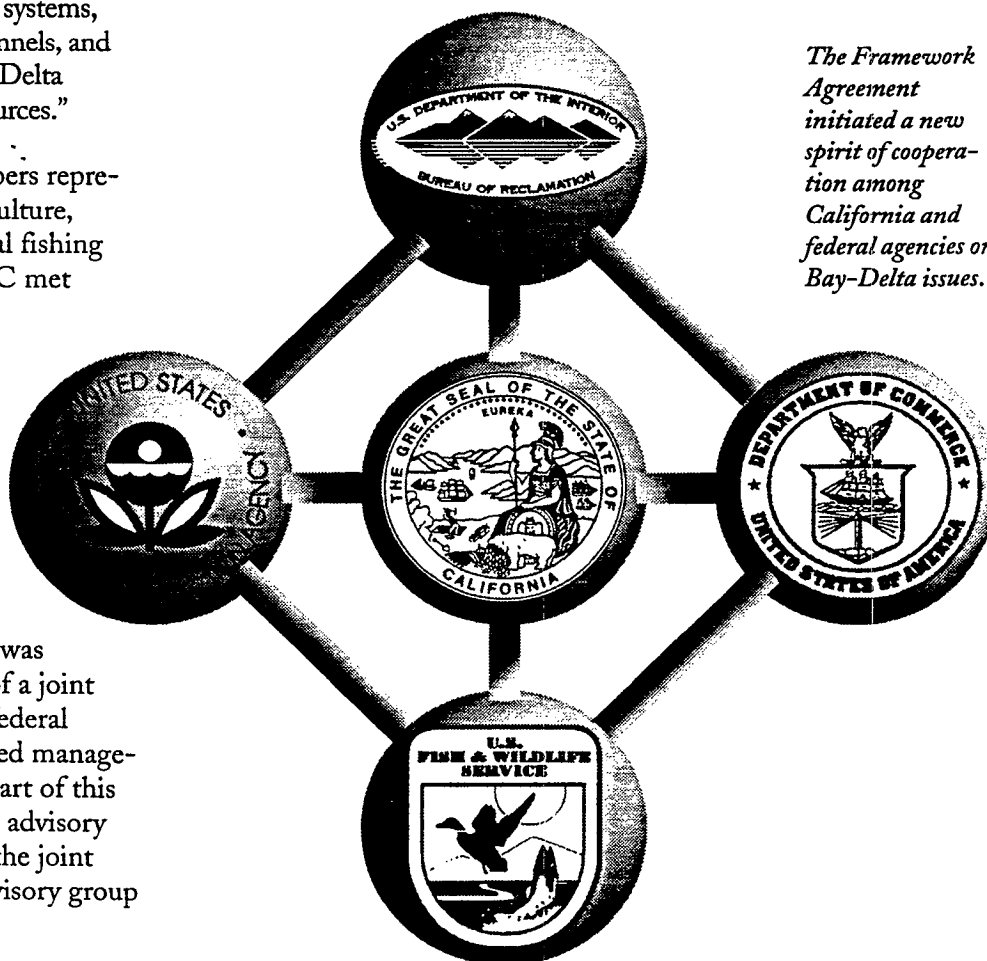 systems,
nnels, and
Delta
urces.”
bers repre-
ulture,
al fishing
C met
The Framework
Agreement
initiated a new
spirit of coopera-
tion among
California and
federal agencies on
Bay-Delta issues.
U.S. DEPARTMENT OF THE INTERIOR
BUREAU OF RECLAMATION
UNITED STATES
AGENCY
THE GREAT SEAL OF THE STATE OF
EUREKA
CALIFORNIA
DEPARTMENT OF COMMERCE
UNITED STATES OF AMERICA
U.S.
FISH & WILDLIFE
SERVICE
was
f a joint
ederal
ed manage-
art of this
advisory
the joint
visory group